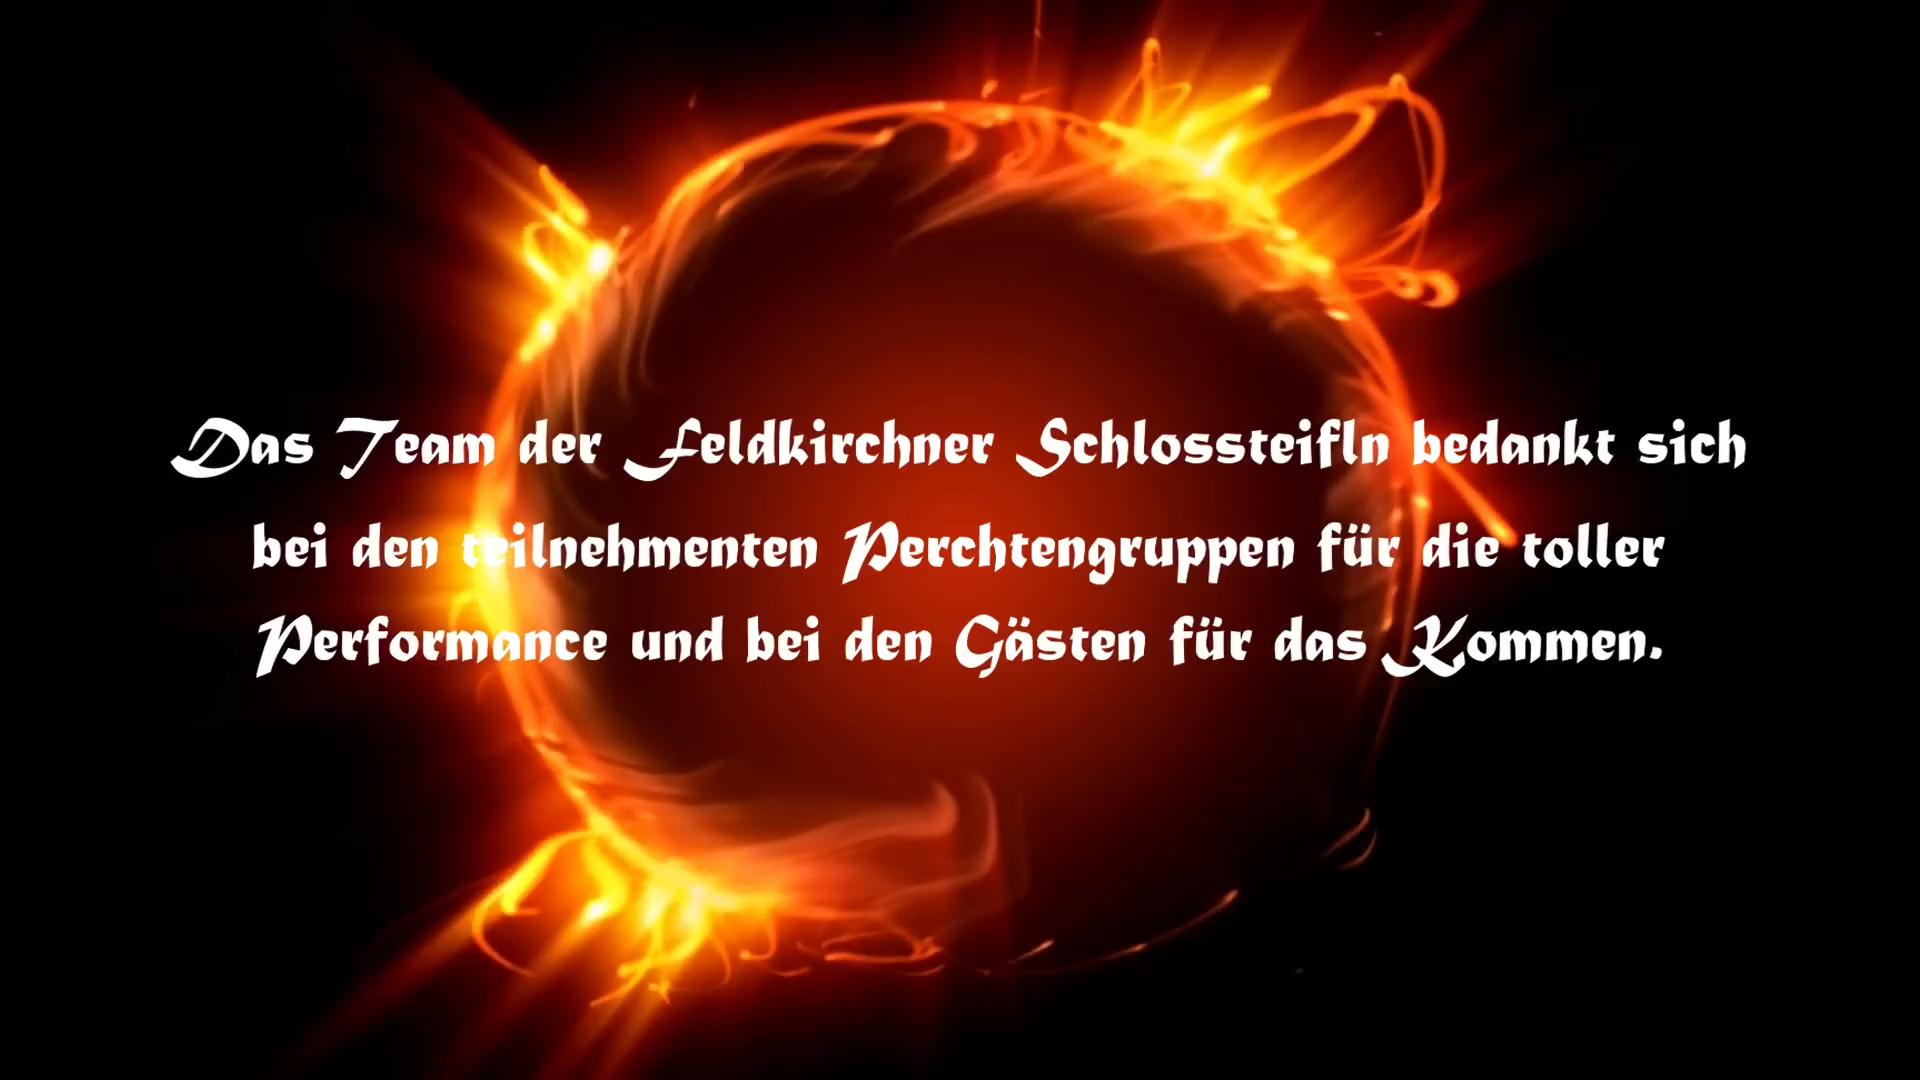 Das Team der Feldkirchner Schlossteifln bedankt sich
bei den teilnehmenten Perchtengruppen für die toller
Performance und bei den Gästen für das Kommen.